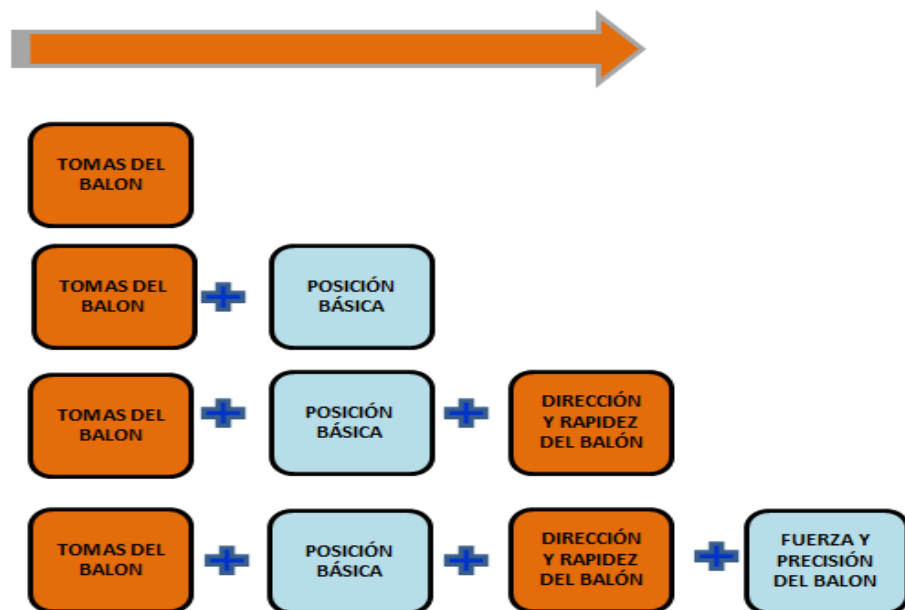 TOMAS DEL
BALON
TOMAS DEL
BALON
POSICIÓN
BÁSICA
TOMAS DEL
BALON
POSICIÓN
BÁSICA
DIRECCIÓN
Y RAPIDEZ
DEL BALÓN
TOMAS DEL
BALON
POSICIÓN
BÁSICA
DIRECCIÓN
Y RAPIDEZ
DEL BALÓN
FUERZA Y
PRECISIÓN
DEL BALON